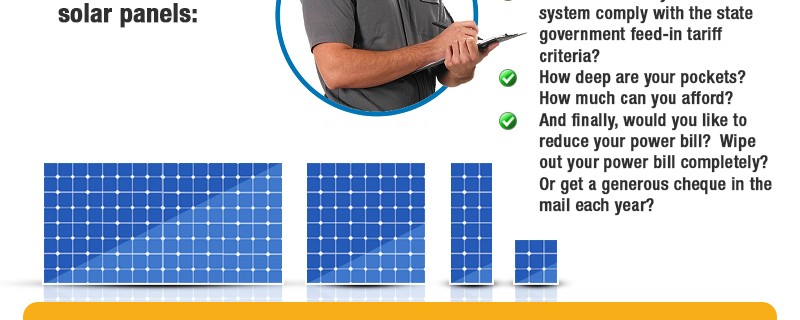 solar panels:
system comply with the state
government feed-in tariff
criteria?
How deep are your pockets?
How much can you afford?
And finally, would you like to
reduce your power bill?  Wipe
out your power bill completely?
Or get a generous cheque in the
mail each year?